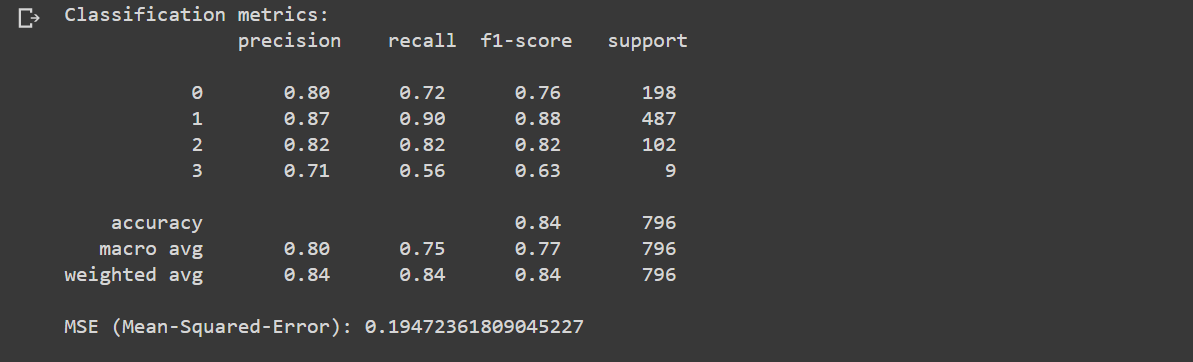 Classification metrics:
precision recall f1-score support
0 0.80 0.72 0.76 198
1 0.87 0.90 0.88 487
2 0.82 0.82 0.82 102
3 0.71 0.56 0.63 9
accuracy 0.84 796
macro avg 0.80 0.75 0.77 796
weighted avg 0.84 0.84 0.84 796
MSE (Mean-Squared-Error): 0.19472361809045227